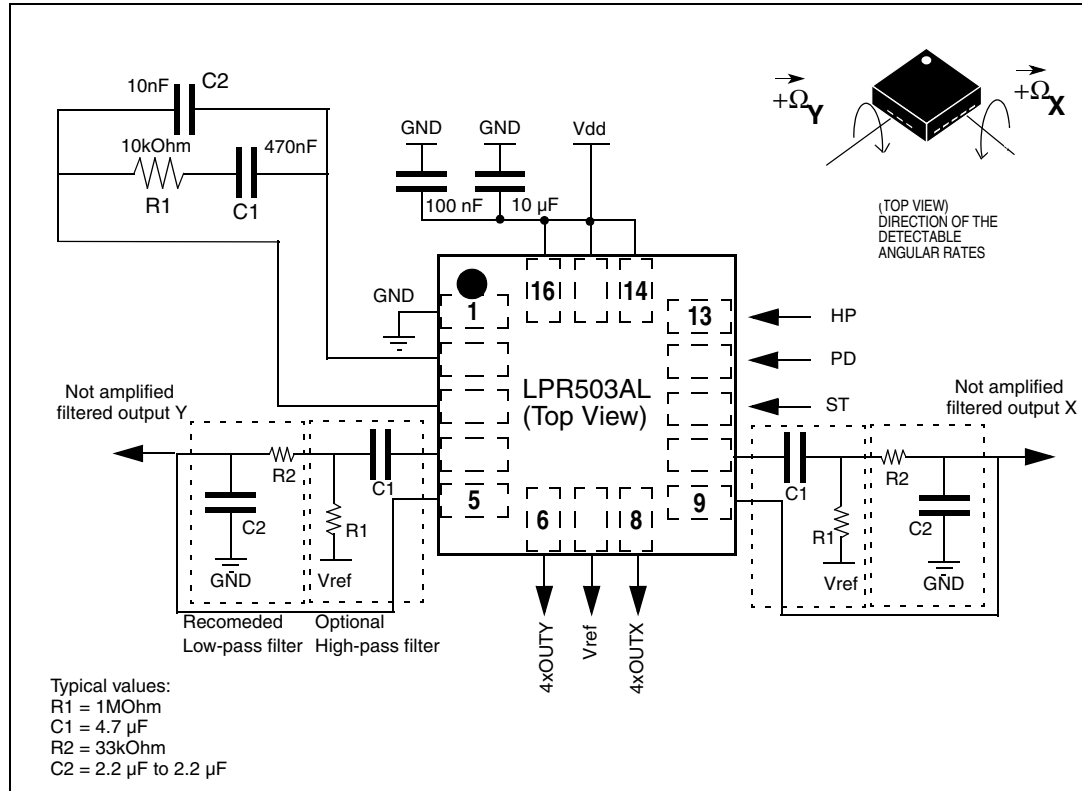 10nF
C2
10kOhm
470nF
R1
C1
GND
GND
Vdd
100 nF
10 µF
+Ω Y
+Ω X
(TOP VIEW)
DIRECTION OF THE
DETECTABLE
ANGULAR RATES
GND
1
16
14
13
HP
PD
ST
LPR503AL
(Top View)
Not amplified
filtered output Y
Not amplified
filtered output X
R2
C1
C2
R1
GND
Vref
5
6
8
9
C1
R2
R1
C2
Vref
GND
Recomeded
Low-pass filter
Optional
High-pass filter
4xOUTY
Vref
4xOUTX
Typical values:
R1 = 1MOhm
C1 = 4.7 µF
R2 = 33kOhm
C2 = 2.2 µF to 2.2 µF